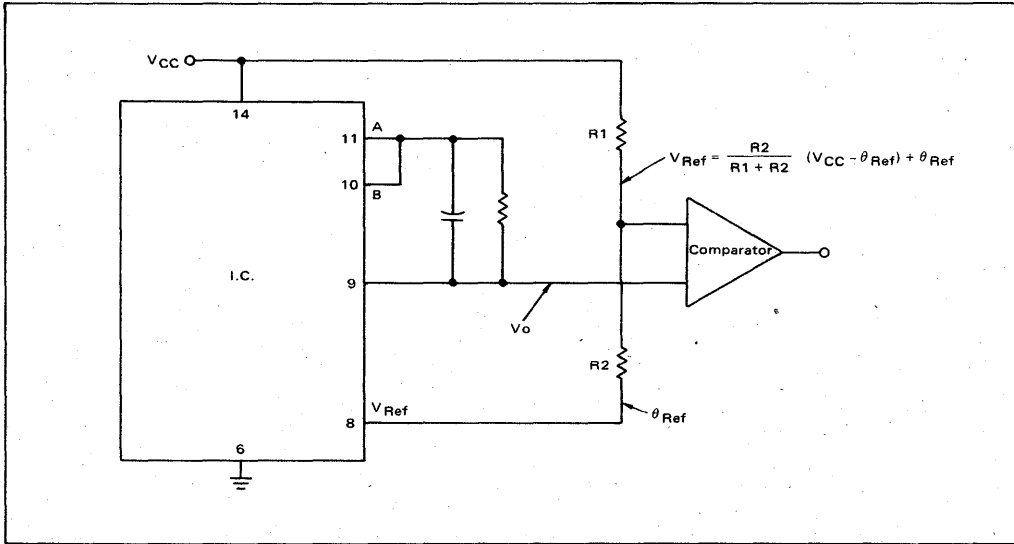 VCC
14
11 A
R1
VRef = R2 / R1 + R2 (VCC - θRef) + θRef
10
B
Comparator
I.C.
9
Vo
R2
VRef
θRef
8
6